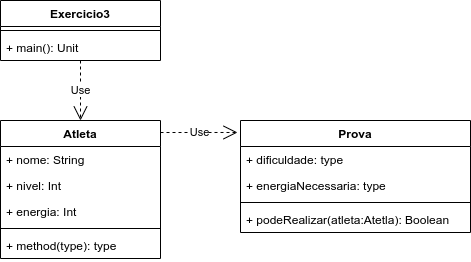 Exercicio3
+ main(): Unit
Use
Atleta
+ nome: String
+ nivel: Int
+ energia: Int
+ method(type): type
Use
Prova
+ dificuldade: type
+ energiaNecessaria: type
+ podeRealizar(atleta:Atetla): Boolean